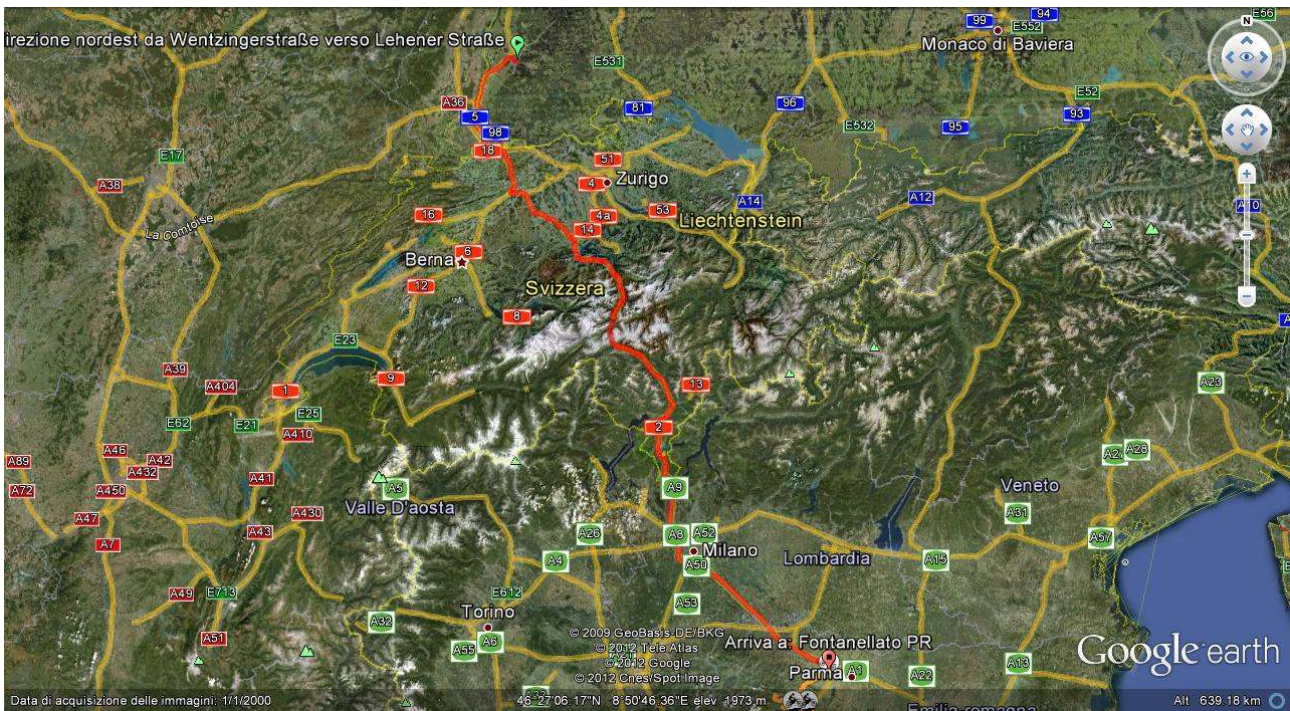 irezione nordest da Wentzingerstraße verso Lehener Straße
99
94
E552
E56
N
Monaco di Baviera
E531
E52
A36
5
81
96
93
98
E532
95
18
E17
51
A38
4
Zurigo
A14
A12
A10
16
4a
53
La Comtoise
14
Liechtenstein
6
Berna
12
Svizzera
8
E23
A39
9
A404
1
13
A23
E25
E62
E21
2
A410
A46
A42
A28
A89
A432
A41
A72
A450
A5
A9
Veneto
Valle D'aosta
A430
A31
A47
A43
A26
A8
A52
A57
A7
Milano
A4
A50
Lombardia
A15
A49
E713
E612
A53
Torino
A32
A51
A6
A55
© 2009 GeoBasis-DE/BKG
© 2012 Tele Atlas
© 2012 Google
© 2012 Cnes/Spot Image
Arriva a: Fontanellato PR
Parma
A1
A22
A13
Google earth
Emilia-romagna
Data di acquisizione delle immagini: 1/1/2000
46°27'06.17"N 8°50'46.36"E elev 1973 m
Alt 639.18 km